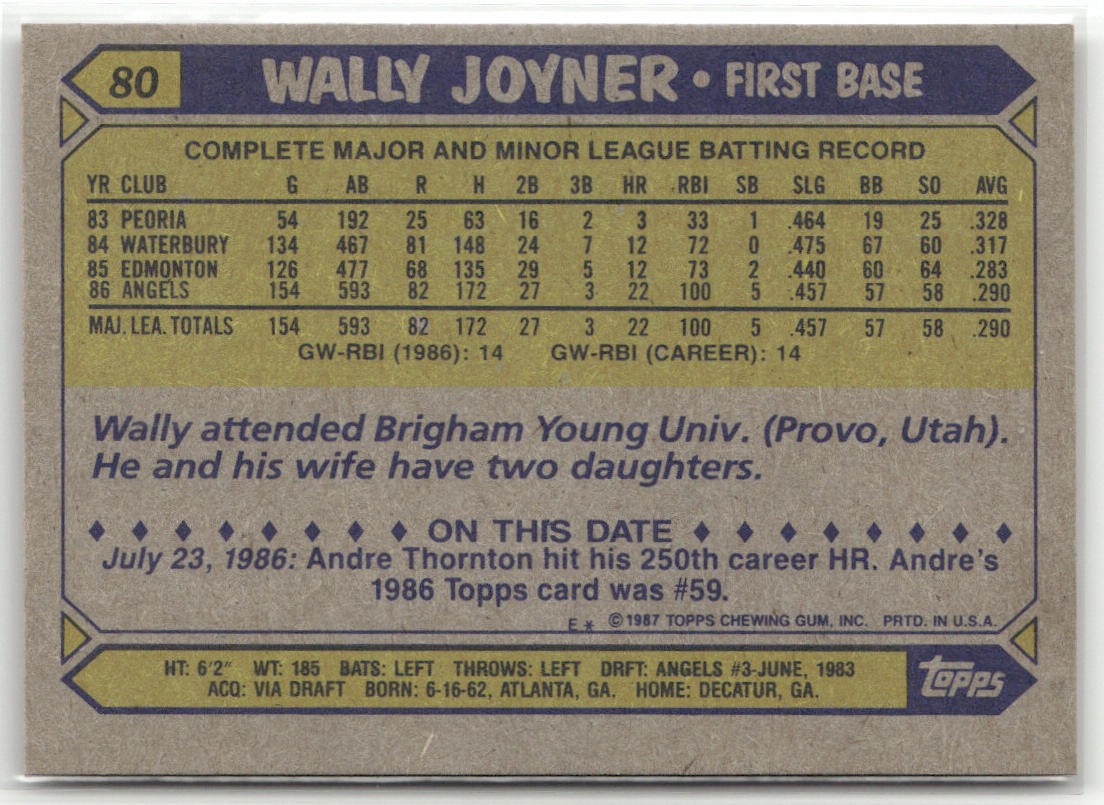 80 WALLY JOYNER • FIRST BASE
COMPLETE MAJOR AND MINOR LEAGUE BATTING RECORD
YR CLUB G AB R H 2B 3B HR RBI SB SLG BB SO AVG
83 PEORIA 54 192 25 63 16 2 3 33 1 .464 19 25 .328
84 WATERBURY 134 467 81 148 24 7 12 72 0 .475 67 60 .317
85 EDMONTON 126 477 68 135 29 5 12 73 2 .440 60 64 .283
86 ANGELS 154 593 82 172 27 3 22 100 5 .457 57 58 .290
MAJ. LEA. TOTALS 154 593 82 172 27 3 22 100 5 .457 57 58 .290
GW-RBI (1986): 14 GW-RBI (CAREER): 14
Wally attended Brigham Young Univ. (Provo, Utah).
He and his wife have two daughters.
♦ ♦ ♦ ♦ ♦ ♦ ♦ ♦ ON THIS DATE ♦ ♦ ♦ ♦ ♦ ♦ ♦ ♦
July 23, 1986: Andre Thornton hit his 250th career HR. Andre's
1986 Topps card was #59.
E * ©1987 TOPPS CHEWING GUM, INC. PRTD. IN U.S.A.
HT: 6'2" WT: 185 BATS: LEFT THROWS: LEFT DRFT: ANGELS #3-JUNE, 1983
ACQ: VIA DRAFT BORN: 6-16-62, ATLANTA, GA. HOME: DECATUR, GA.
topps